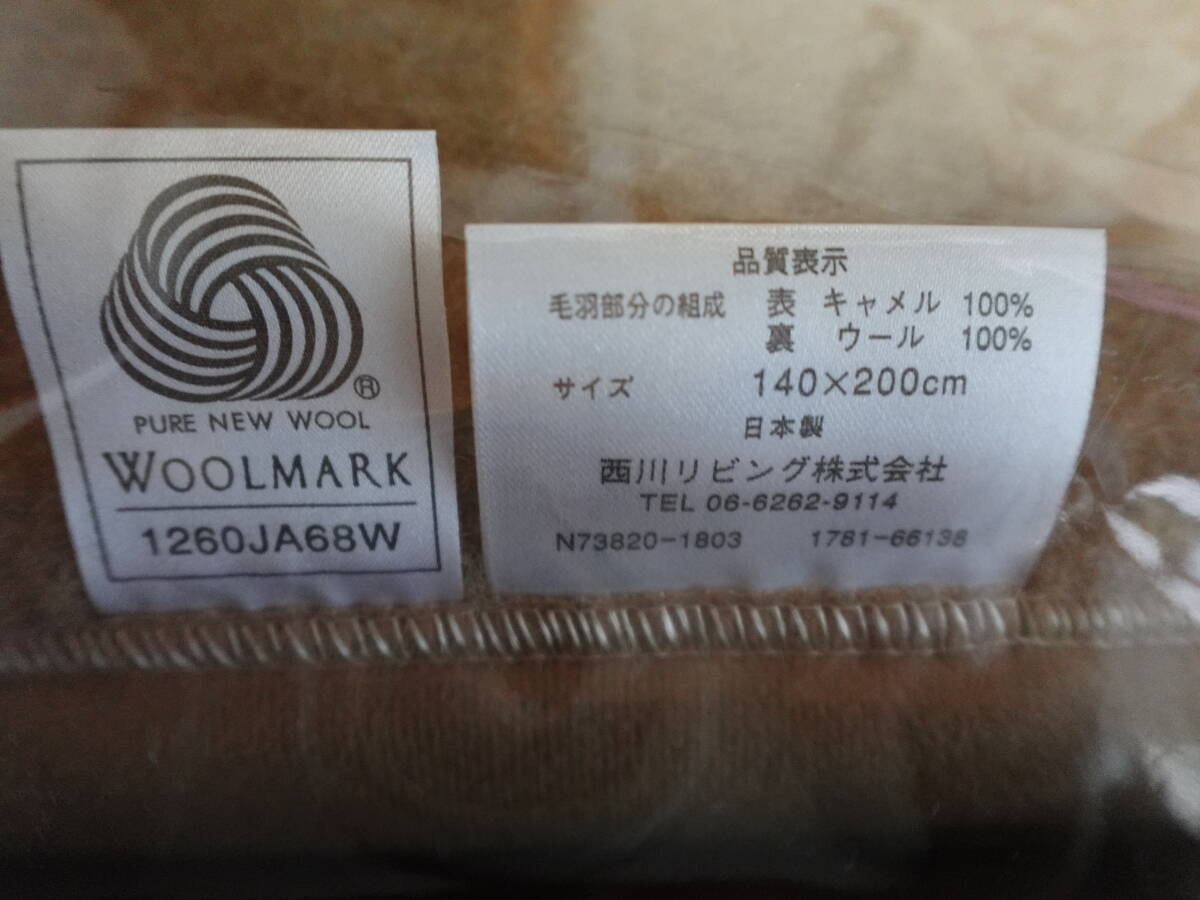 ®
PURE NEW WOOL
WOOLMARK
1260JA68W
品質表示
毛羽部分の組成 表 キャメル 100%
裏 ウール 100%
サイズ 140×200cm
日本製
西川リビング株式会社
TEL 06-6262-9114
N73820-1803 1781-66138